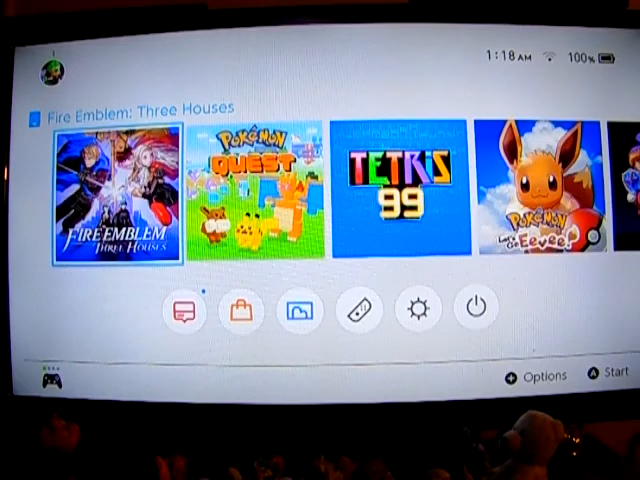 1:18 AM 100%
Fire Emblem: Three Houses
FIRE EMBLEM
THREE HOUSES
POKÉMON
QUEST
TETRIS
99
POKÉMON
Let's Go Eevee!
+ Options A Start